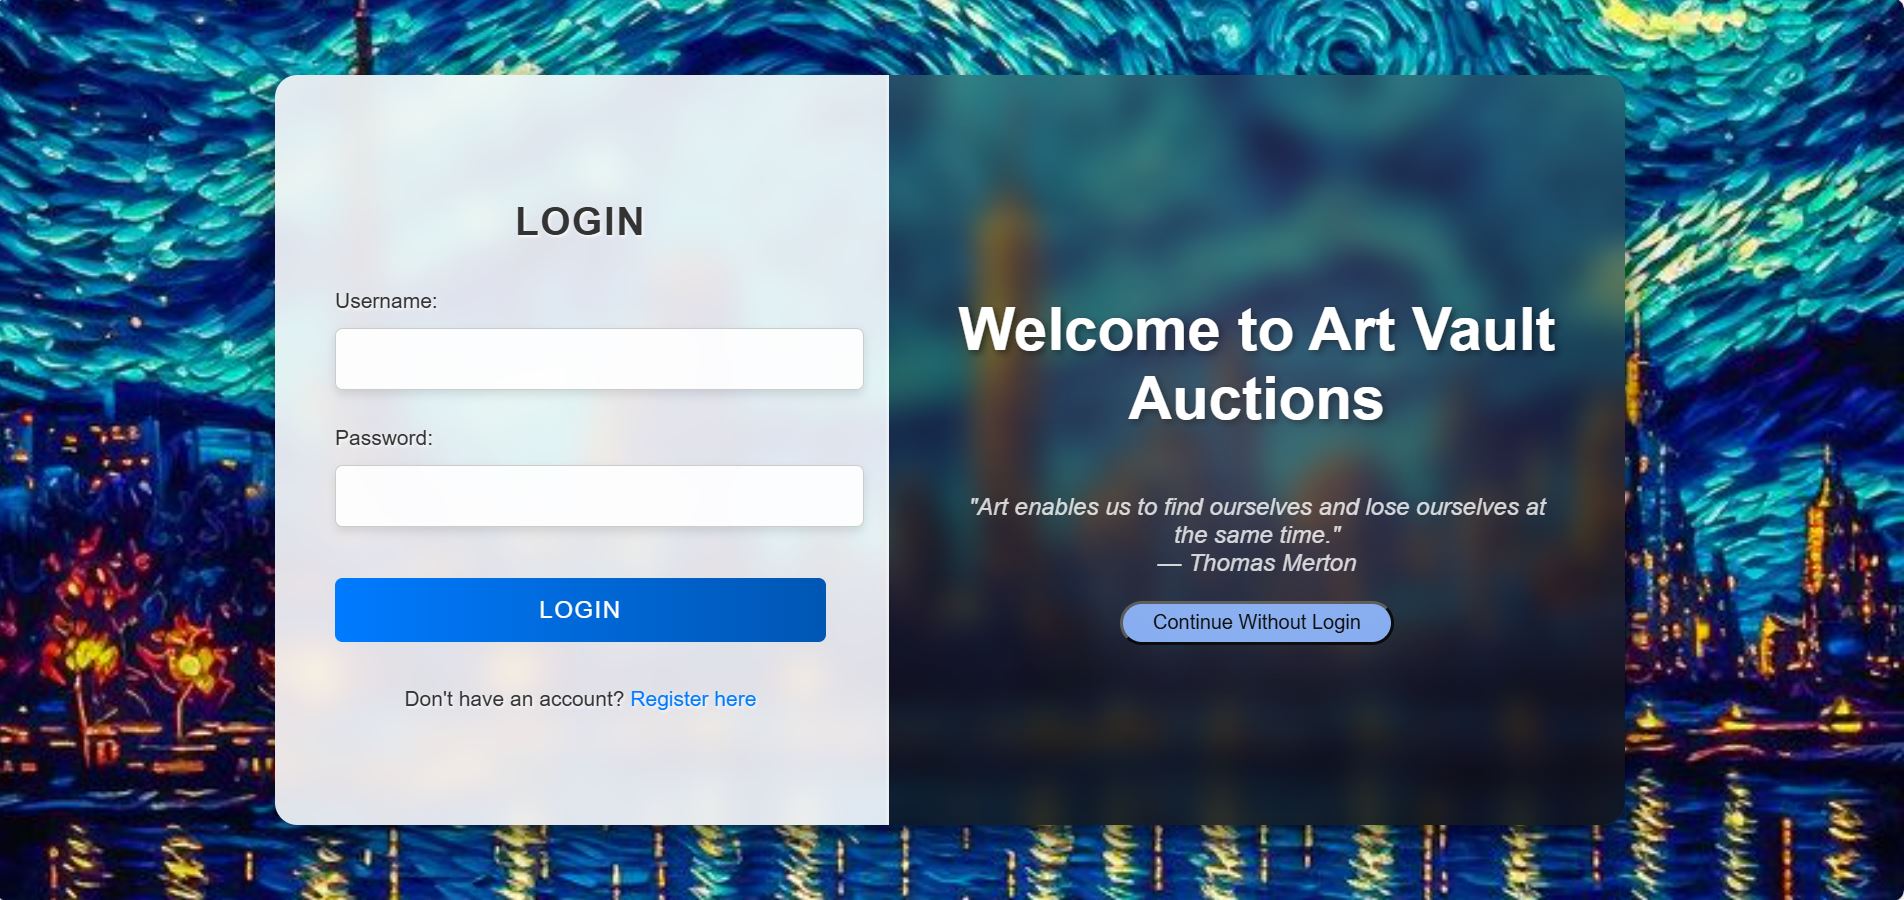 LOGIN
Username:
Password:
LOGIN
Don't have an account? Register here
Welcome to Art Vault
Auctions
"Art enables us to find ourselves and lose ourselves at
the same time."
— Thomas Merton
Continue Without Login